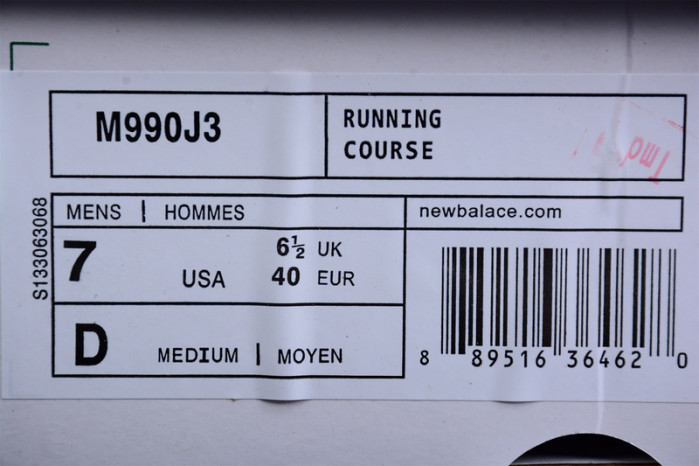 M990J3
RUNNING
COURSE
MENS | HOMMES
newbalace.com
7 USA
6½ UK
40 EUR
D MEDIUM | MOYEN
S133063068
8 89516 36462 0
Tmd